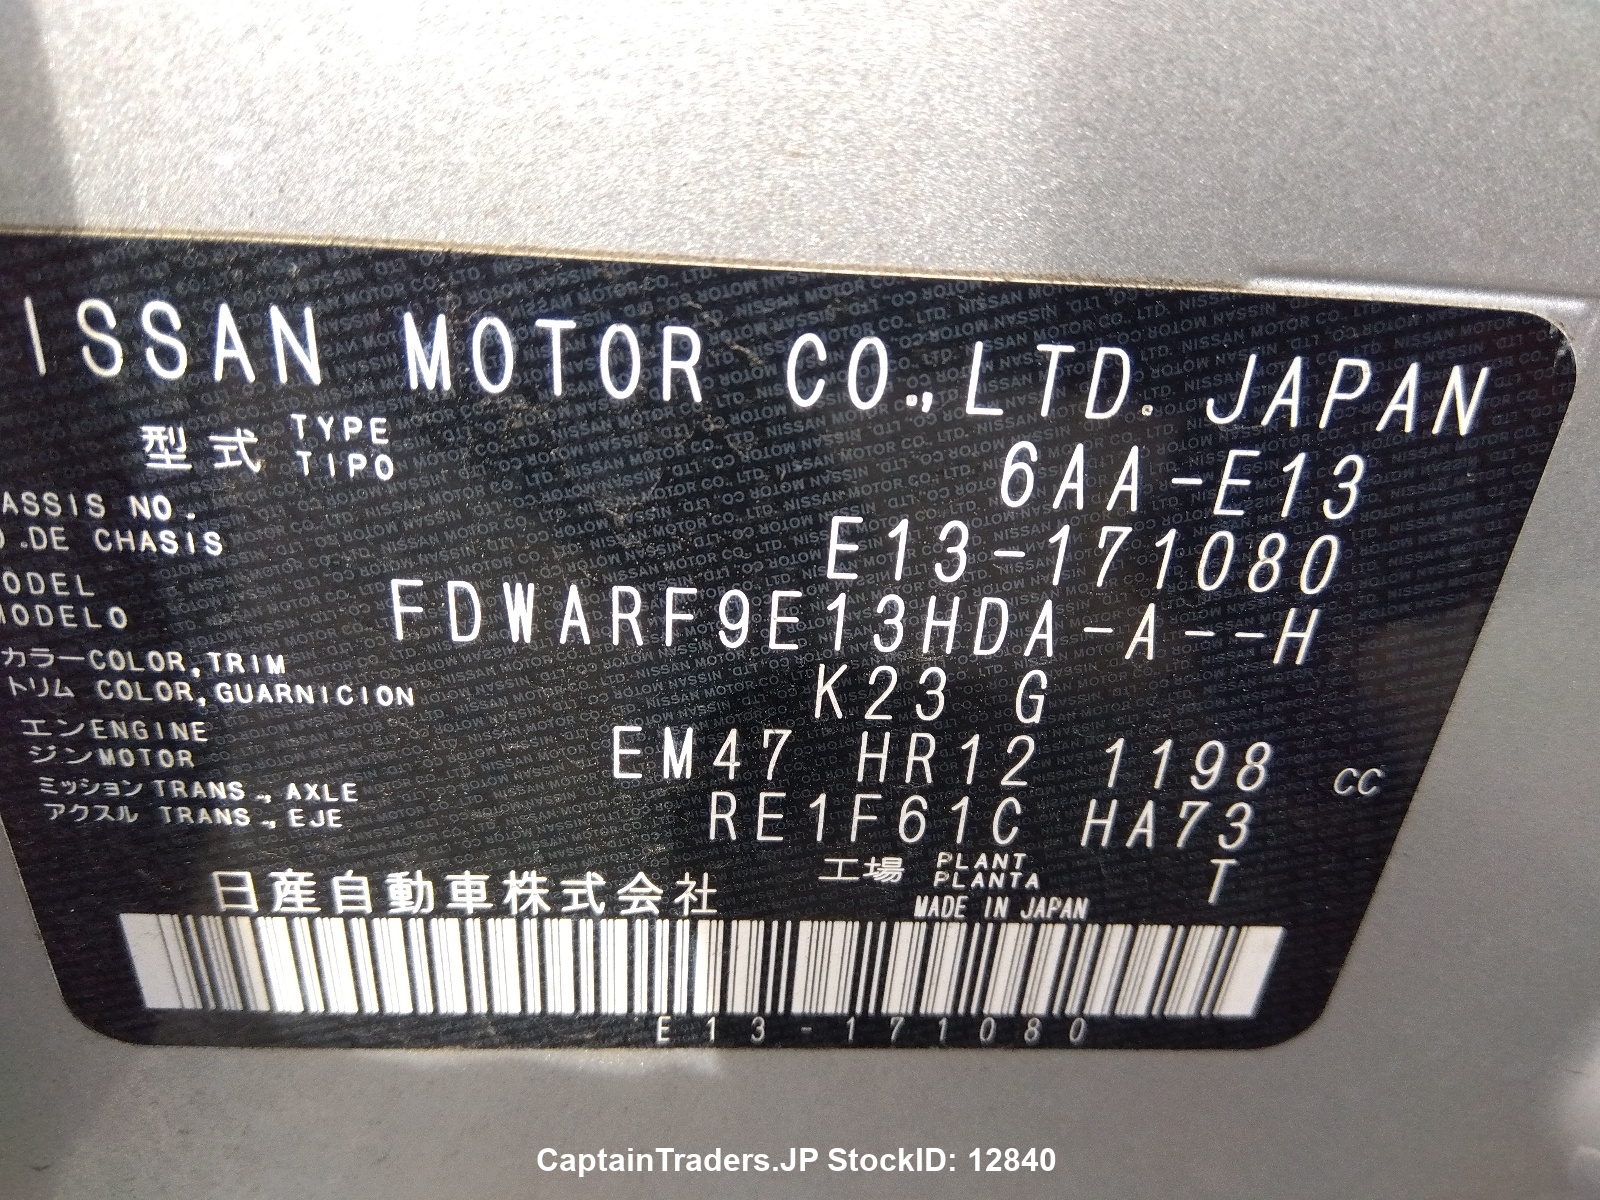 ISSAN MOTOR CO.,LTD. JAPAN
型式 TYPE TIPO 6AA-E13
ASSIS NO.
O.DE CHASIS E13-171080
ODEL
MODELO FDWARF9E13HDA-A--H
カラーCOLOR,TRIM
トリム COLOR,GUARNICION K23 G
エンENGINE
ジンMOTOR EM47 HR12 1198 CC
ミッションTRANS.,AXLE
アクスル TRANS.,EJE RE1F61C HA73
工場 PLANT PLANTA T
日産自動車株式会社 MADE IN JAPAN
E13-171080
CaptainTraders.JP StockID: 12840